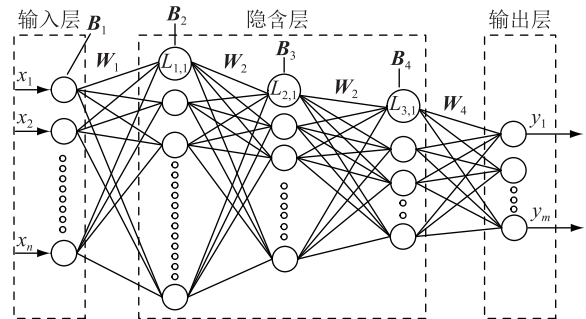 输入层 隐含层 输出层
B1 B2 B3 B4
W1 W2 W2 W4
L1,1 L2,1 L3,1
x1 y1
x2
xn ym